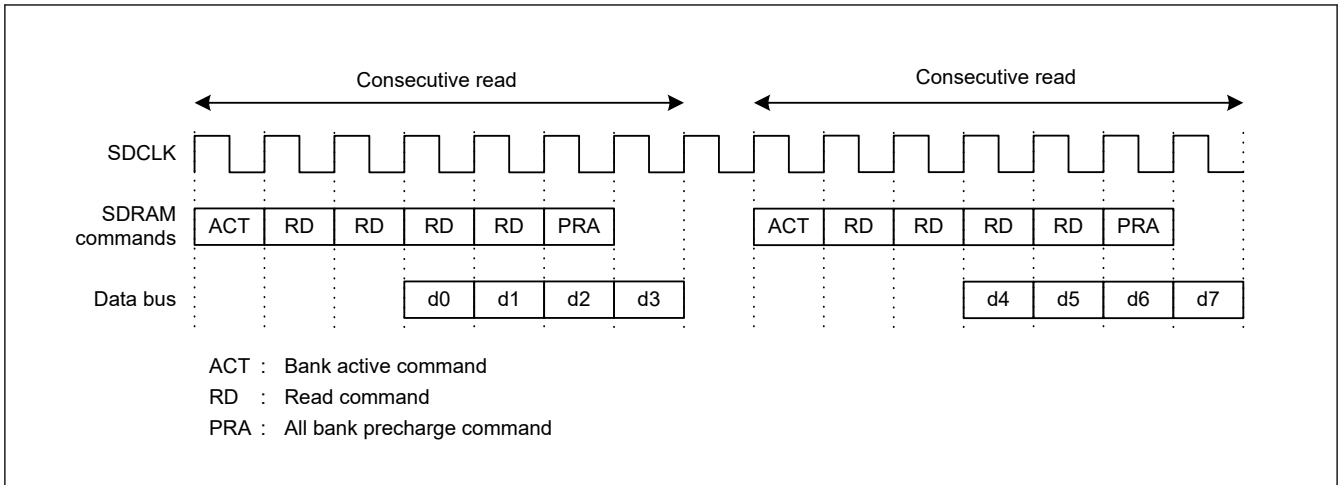 Consecutive read Consecutive read
SDCLK
SDRAM
commands
ACT RD RD RD RD PRA ACT RD RD RD RD PRA
Data bus d0 d1 d2 d3 d4 d5 d6 d7
ACT : Bank active command
RD : Read command
PRA : All bank precharge command